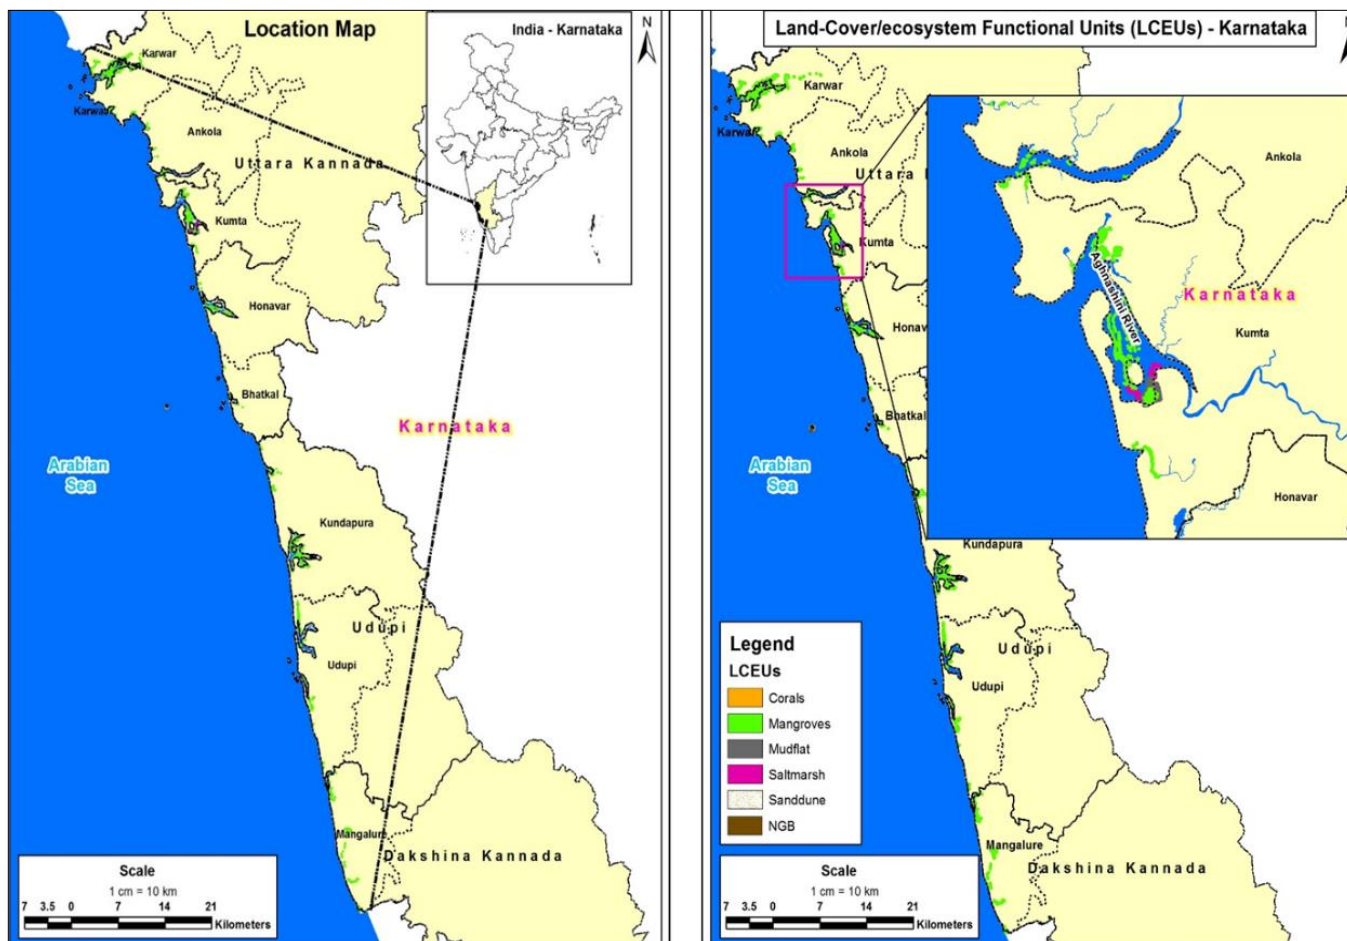 Location Map
India - Karnataka
N
Karwar
Karwar
Ankola
Uttara Kannada
Kumta
Honavar
Bhatkal
Karnataka
Arabian
Sea
Kundapura
Udupi
Udupi
Mangalure
Dakshina Kannada
Scale
1 cm = 10 km
7 3.5 0 7 14 21
Kilometers
Land-Cover/ecosystem Functional Units (LCEUs) - Karnataka
N
Karwar
Karwar
Ankola
Uttara
Kumta
Honav
Bhatkal
Arabian
Sea
Ankola
Aghnashini River
Karnataka
Kumta
Honavar
Kundapura
Udupi
Udupi
Mangalure
Dakshina Kannada
Legend
LCEUs
Corals
Mangroves
Mudflat
Saltmarsh
Sanddune
NGB
Scale
1 cm = 10 km
7 3.5 0 7 14 21
Kilometers